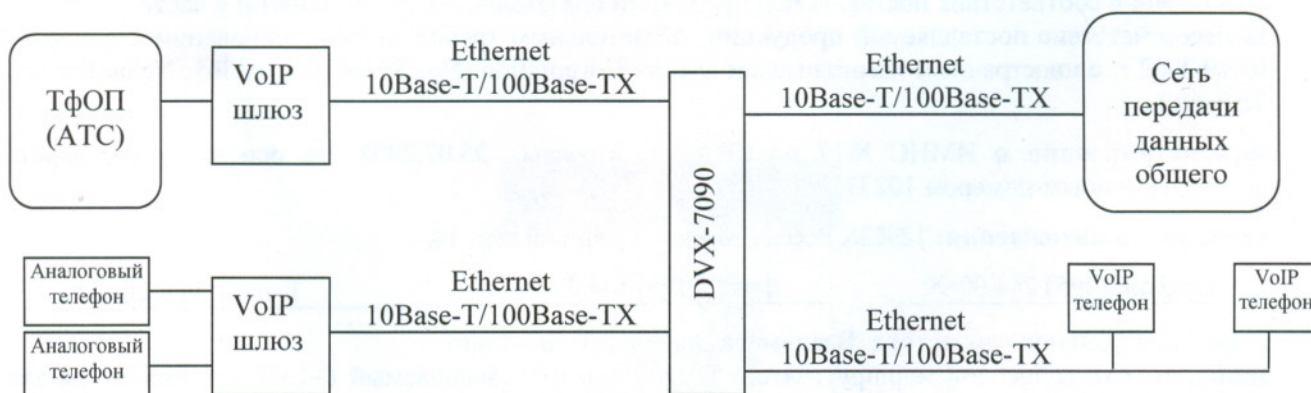 ТфОП
(АТС)
VoIP
шлюз
Ethernet
10Base-T/100Base-TX
DVX-7090
Ethernet
10Base-T/100Base-TX
Сеть
передачи
данных
общего
Аналоговый
телефон
Аналоговый
телефон
VoIP
шлюз
Ethernet
10Base-T/100Base-TX
Ethernet
10Base-T/100Base-TX
VoIP
телефон
VoIP
телефон